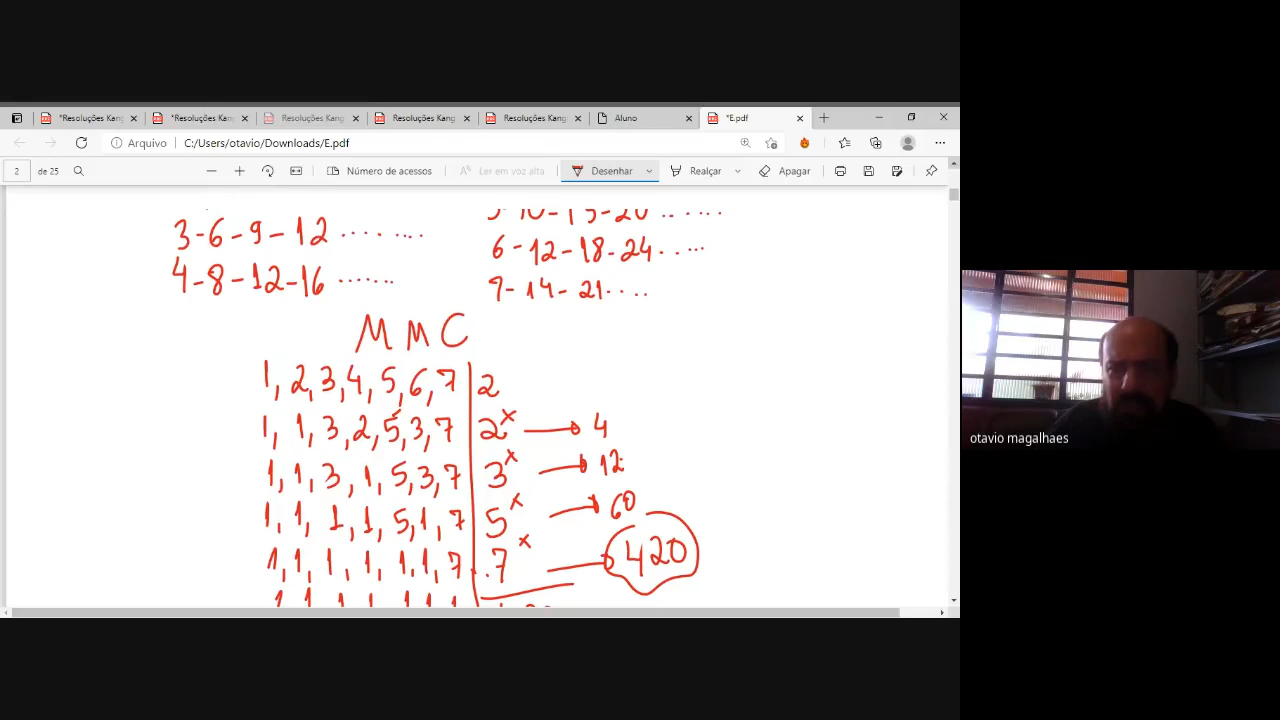 *Resoluções Kang
*Resoluções Kang
Resoluções Kang
Resoluções Kang
Resoluções Kang
Aluno
*E.pdf
Arquivo
C:/Users/otavio/Downloads/E.pdf
2 de 25
Número de acessos
Ler em voz alta
Desenhar
Realçar
Apagar
3-6-9-12 ........
5-10-15-20 .. ....
4-8-12-16 ......
6-12-18-24......
7-14-21....
MMC
1, 2, 3, 4, 5, 6, 7 | 2
1, 1, 3, 2, 5, 3, 7 | 2 x → 4
1, 1, 3, 1, 5, 3, 7 | 3 x → 12
1, 1, 1, 1, 5, 1, 7 | 5 x → 60
1, 1, 1, 1, 1, 1, 7 | 7 x → 420
otavio magalhaes